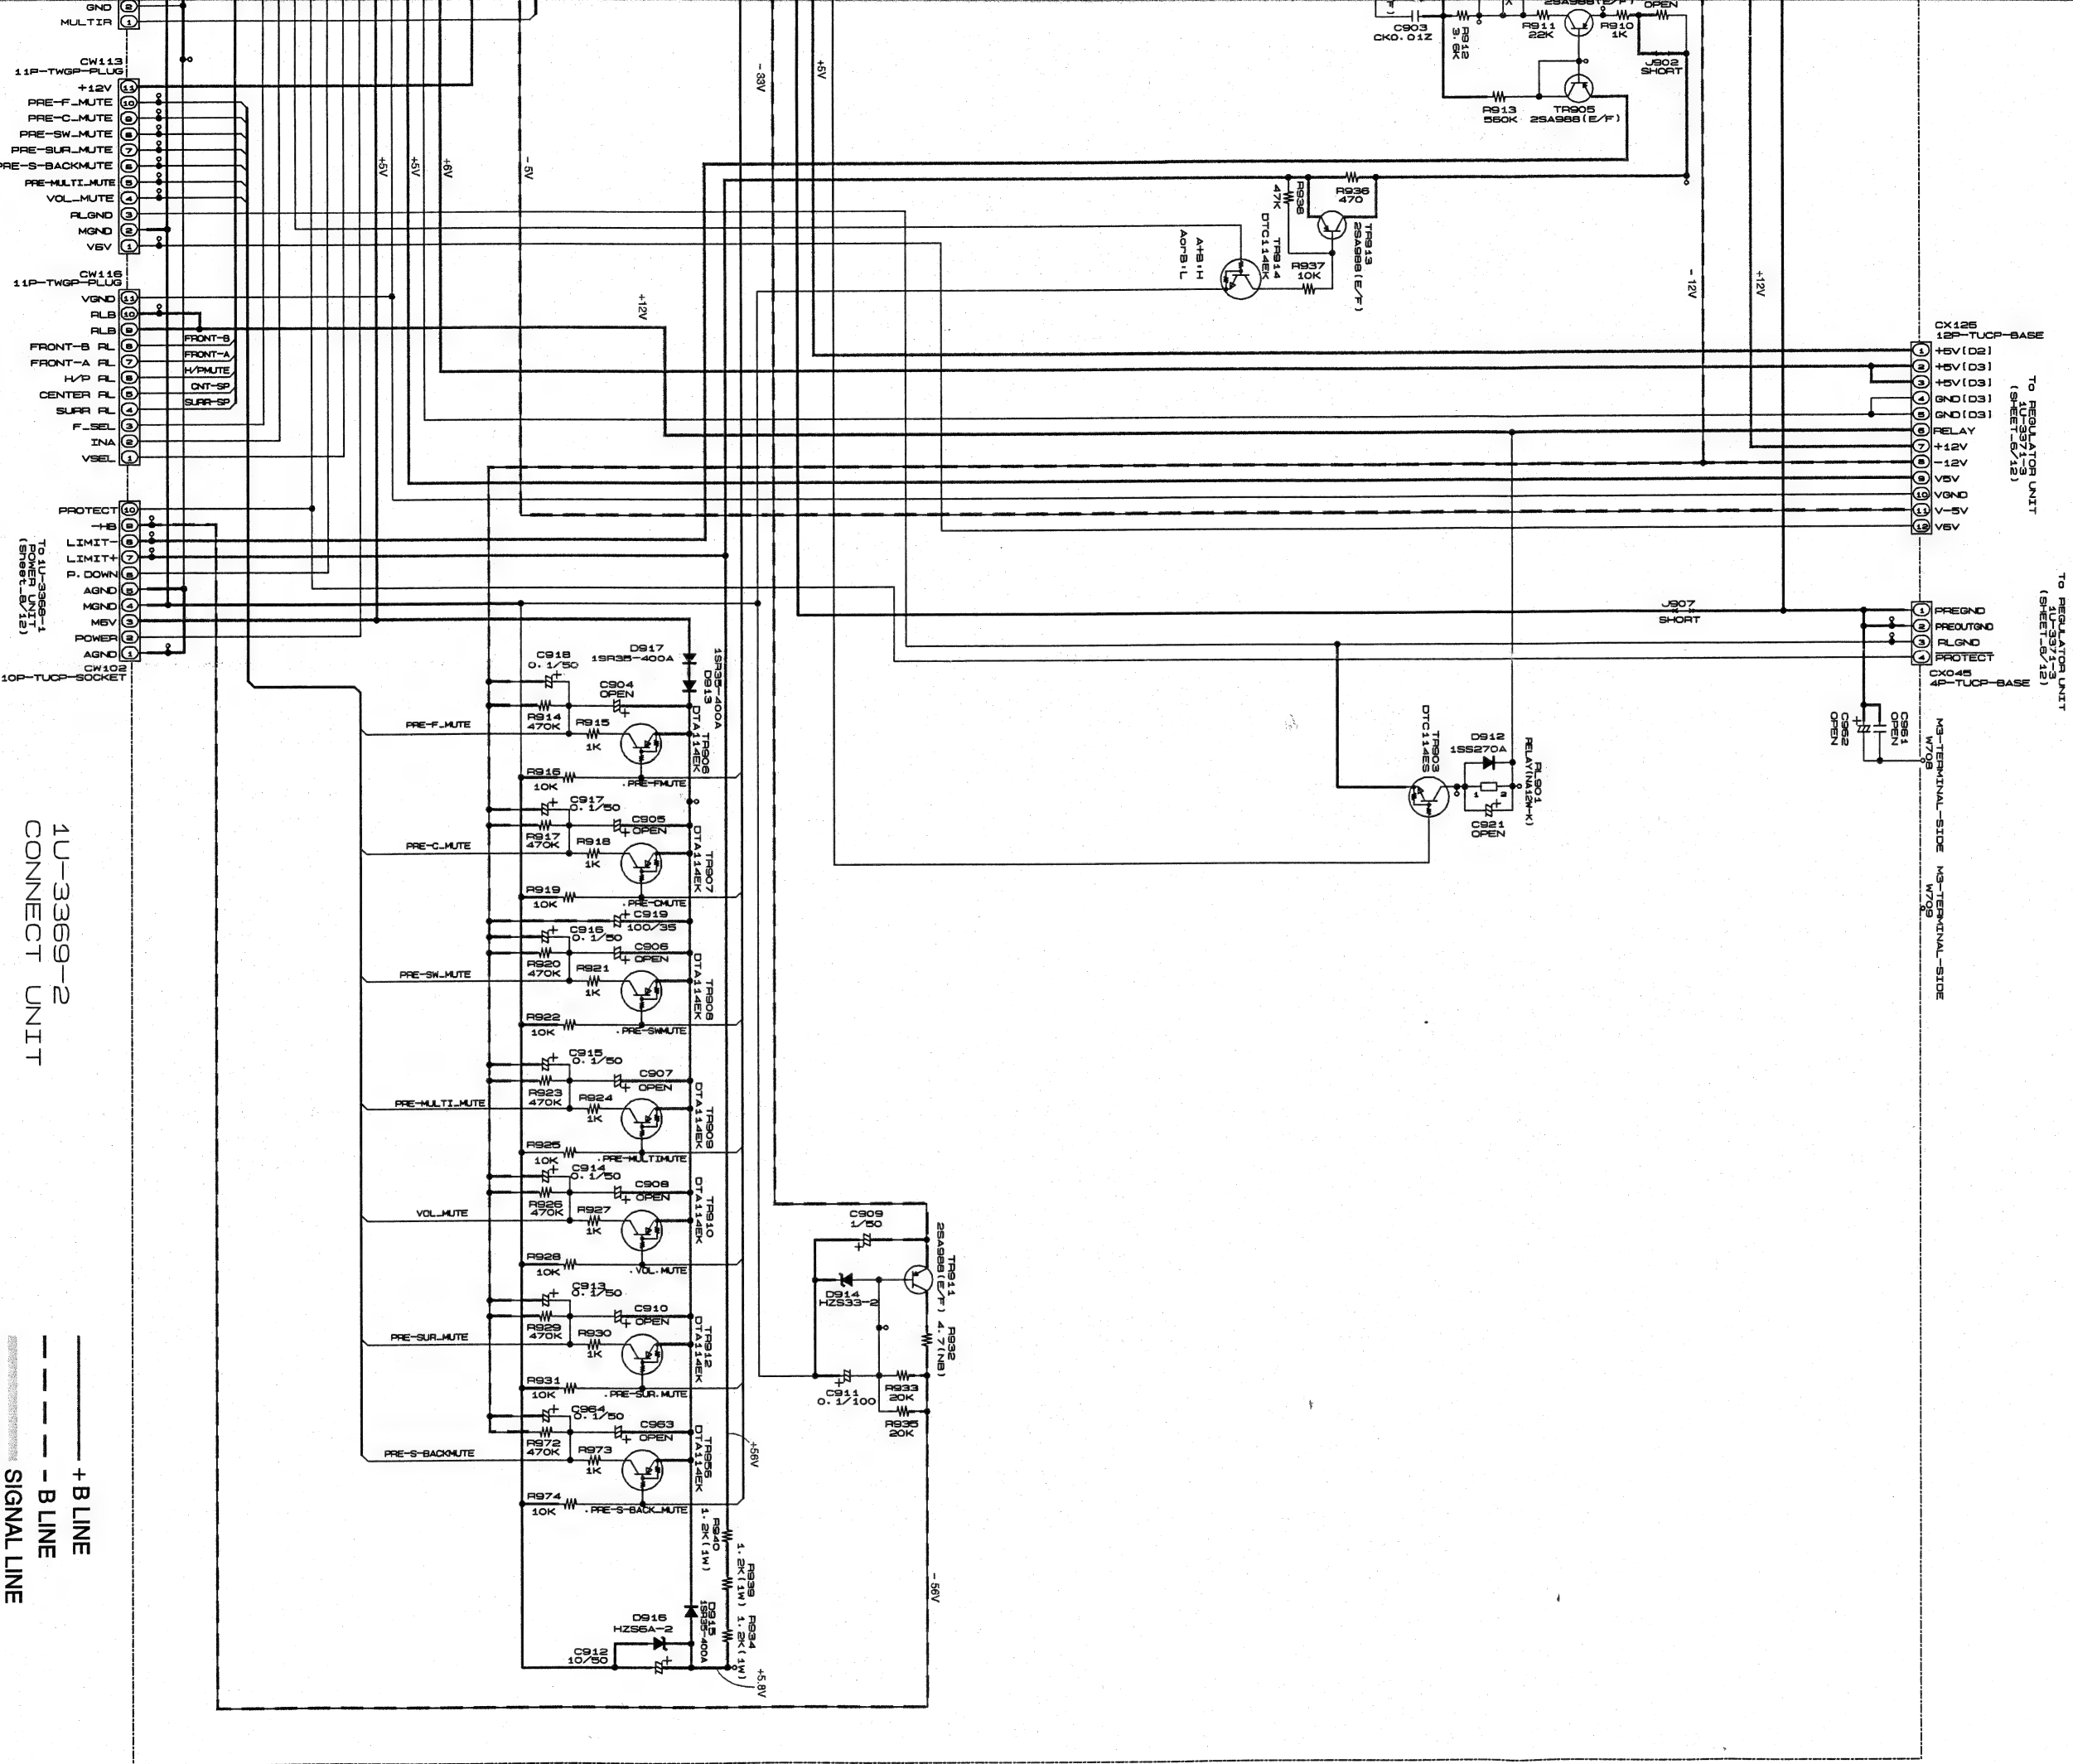 GND
MULTIR
CW113
11P-TWGP-PLUG
+12V
PRE-F_MUTE
PRE-C_MUTE
PRE-SW_MUTE
PRE-SUR_MUTE
PRE-S-BACKMUTE
PRE-MULTI_MUTE
VOL_MUTE
RLGND
MGND
V6V
CW116
11P-TWGP-PLUG
VGND
RLB
RLB
FRONT-B RL
FRONT-A RL
H/P RL
CENTER RL
SURR RL
F_SEL
INA
VSEL
FRONT-B
FRONT-A
H/PMUTE
CNT-SP
SURR-SP
PROTECT
-HB
LIMIT-
LIMIT+
P.DOWN
AGND
MGND
M6V
POWER
AGND
CW102
10P-TUCP-SOCKET
To 1U-3368-1
POWER UNIT
(Sheet_8/12)
+5V
+5V
+6V
-5V
+12V
-33V
+5V
C903
CK0.01Z
R912
3.6K
R911
22K
2SA988(E/F)
R910
1K
OPEN
J902
SHORT
R913
560K
TR905
2SA988(E/F)
R936
470
R938
47K
TR913
2SA988(E/F)
TR914
DTC114EK
R937
10K
A+B:H
AorB:L
-12V
+12V
CX125
12P-TUCP-BASE
+5V[D2]
+5V[D3]
+5V[D3]
GND[D3]
GND[D3]
RELAY
+12V
-12V
V5V
VGND
V-5V
V6V
To REGULATOR UNIT
1U-3371-3
(SHEET_6/12)
J907
SHORT
PREGND
PREOUTGND
RLGND
PROTECT
CX045
4P-TUCP-BASE
To REGULATOR UNIT
1U-3371-3
(SHEET_6/12)
C961
OPEN
C962
OPEN
M3-TERMINAL-SIDE
W708
M3-TERMINAL-SIDE
W709
TR903
DTC114ES
D912
1SS270A
RL901
RELAY(NA12W-K)
C921
OPEN
D917
1SR35-400A
1SR35-400A
D913
C918
0.1/50
C904
OPEN
R914
470K
R915
1K
TR906
DTA114EK
PRE-F_MUTE
R916
10K
.PRE-FMUTE
C917
0.1/50
C905
OPEN
R917
470K
R918
1K
TR907
DTA114EK
PRE-C_MUTE
R919
10K
.PRE-CMUTE
C919
100/35
C916
0.1/50
C906
OPEN
R920
470K
R921
1K
TR908
DTA114EK
PRE-SW_MUTE
R922
10K
.PRE-SWMUTE
C915
0.1/50
C907
OPEN
R923
470K
R924
1K
TR909
DTA114EK
PRE-MULTI_MUTE
R925
10K
.PRE-MULTIMUTE
C914
0.1/50
C908
OPEN
R926
470K
R927
1K
TR910
DTA114EK
VOL_MUTE
R928
10K
.VOL.MUTE
C913
0.1/50
C910
OPEN
R929
470K
R930
1K
TR912
DTA114EK
PRE-SUR_MUTE
R931
10K
.PRE-SUR.MUTE
C964
0.1/50
C963
OPEN
R972
470K
R973
1K
TR956
DTA114EK
PRE-S-BACKMUTE
R974
10K
.PRE-S-BACK_MUTE
+56V
R940
1.2K(1W)
R939
1.2K(1W)
R934
1.2K(1W)
D915
1SR35-400A
D916
HZS6A-2
C912
10/50
+5.8V
C909
1/50
TR911
2SA988(E/F)
D914
HZS33-2
R932
4.7(NB)
C911
0.1/100
R933
20K
R935
20K
-56V
1U-3369-2
CONNECT UNIT
+B LINE
-B LINE
SIGNAL LINE